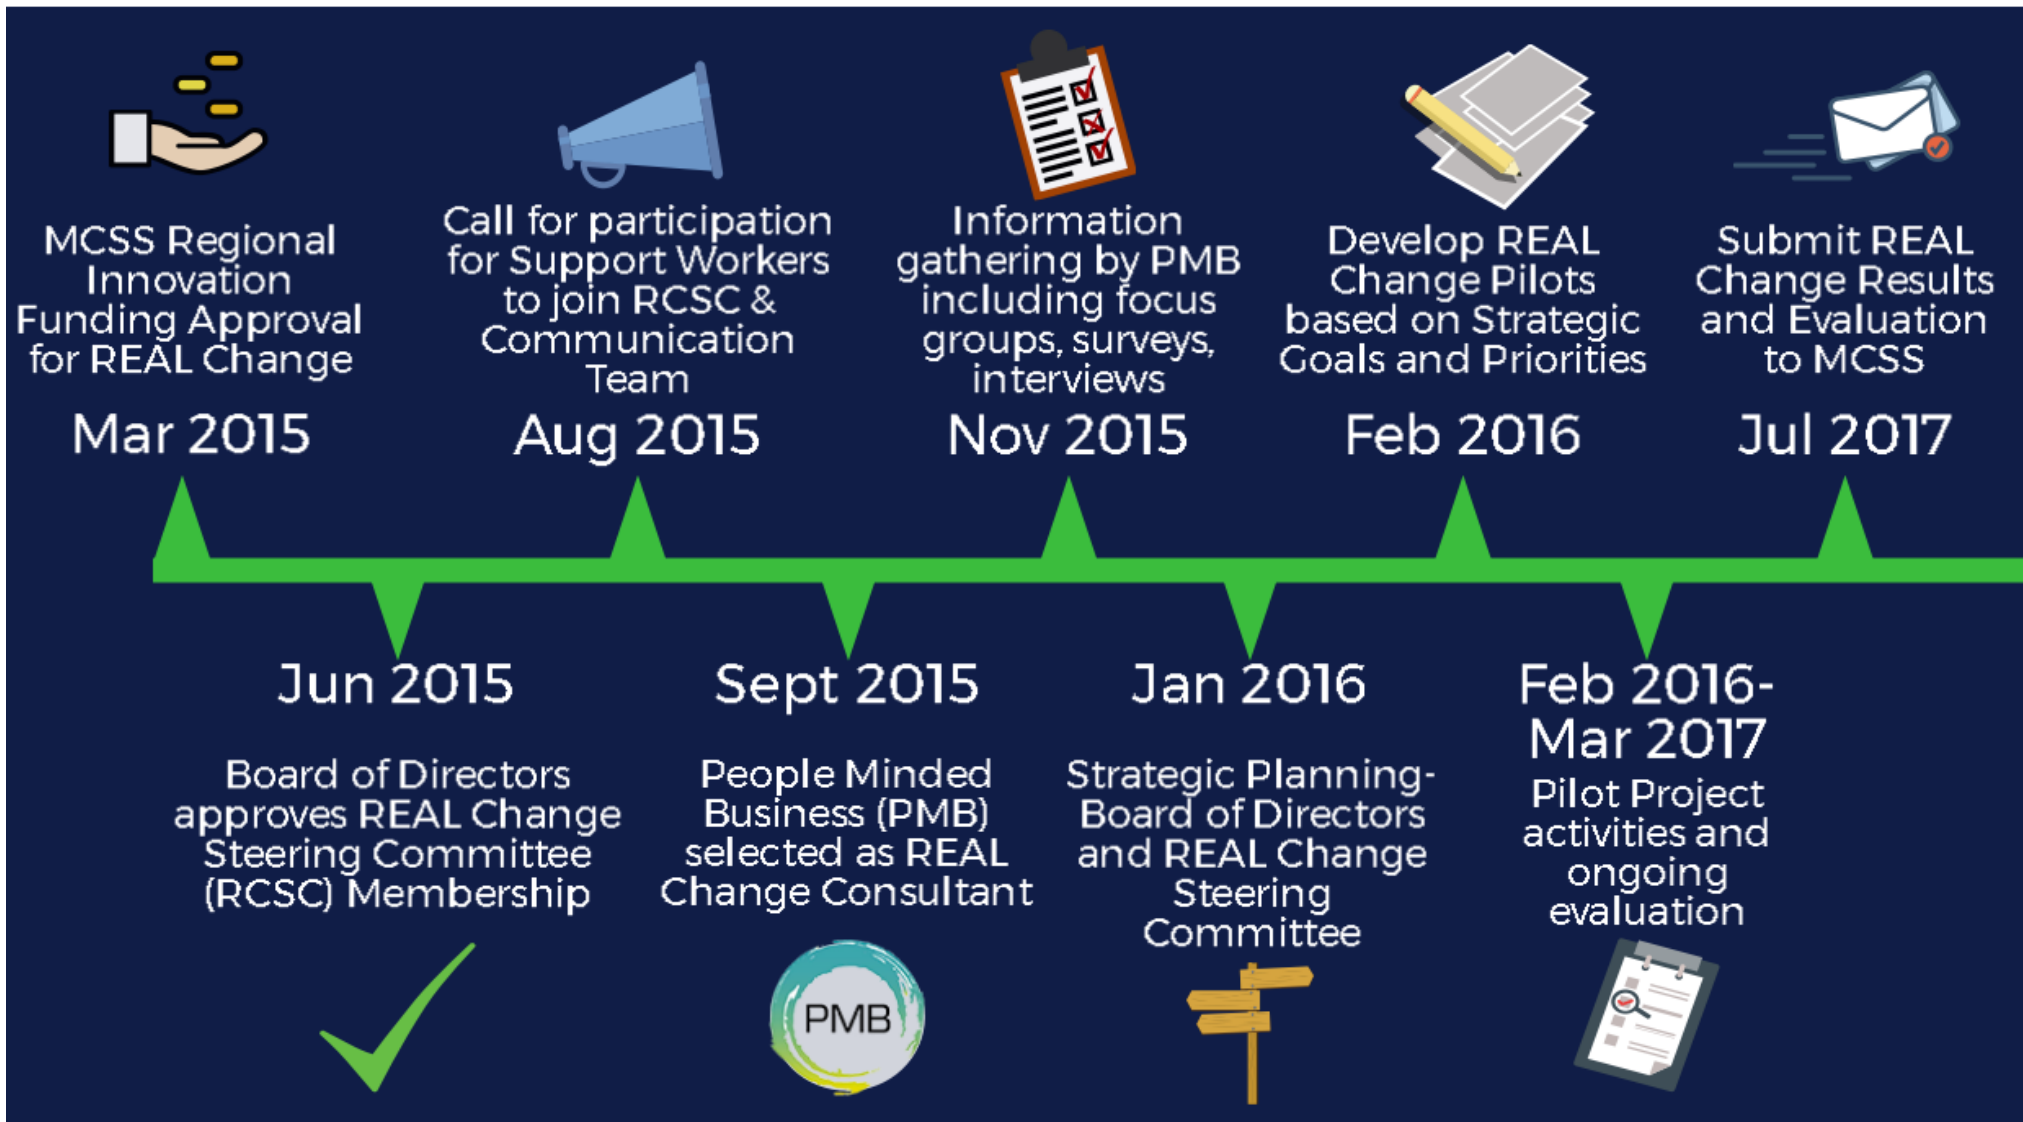 MCSS Regional
Innovation
Funding Approval
for REAL Change
Mar 2015
Call for participation
for Support Workers
to join RCSC &
Communication
Team
Aug 2015
Information
gathering by PMB
including focus
groups, surveys,
interviews
Nov 2015
Develop REAL
Change Pilots
based on Strategic
Goals and Priorities
Feb 2016
Submit REAL
Change Results
and Evaluation
to MCSS
Jul 2017
Jun 2015
Board of Directors
approves REAL Change
Steering Committee
(RCSC) Membership
Sept 2015
People Minded
Business (PMB)
selected as REAL
Change Consultant
PMB
Jan 2016
Strategic Planning-
Board of Directors
and REAL Change
Steering
Committee
Feb 2016-
Mar 2017
Pilot Project
activities and
ongoing
evaluation